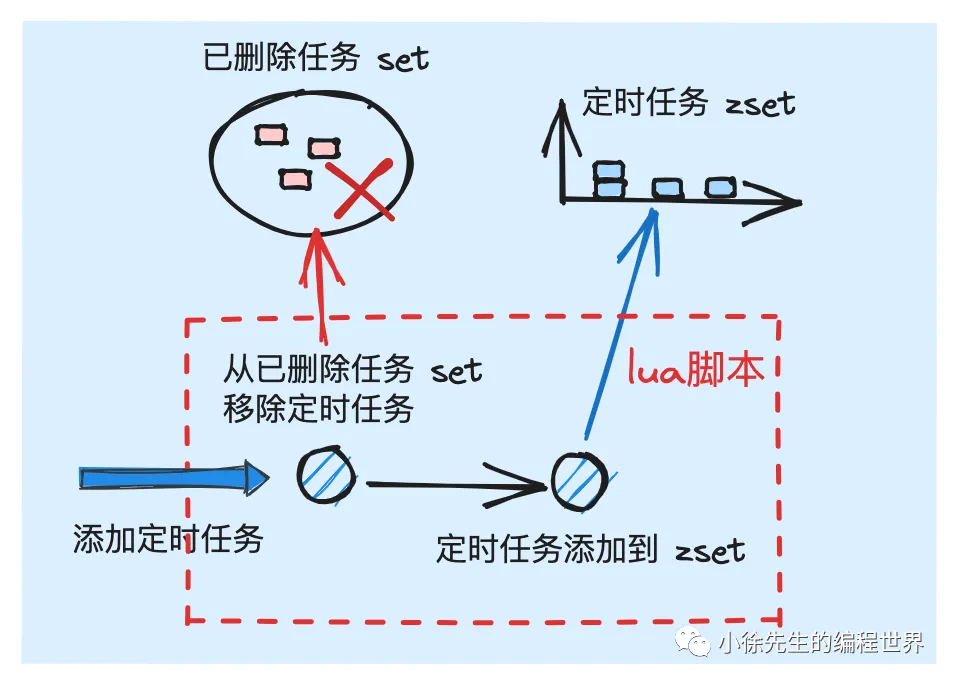 已删除任务 set
定时任务 zset
从已删除任务 set
移除定时任务
lua脚本
添加定时任务
定时任务添加到 zset
小徐先生的编程世界